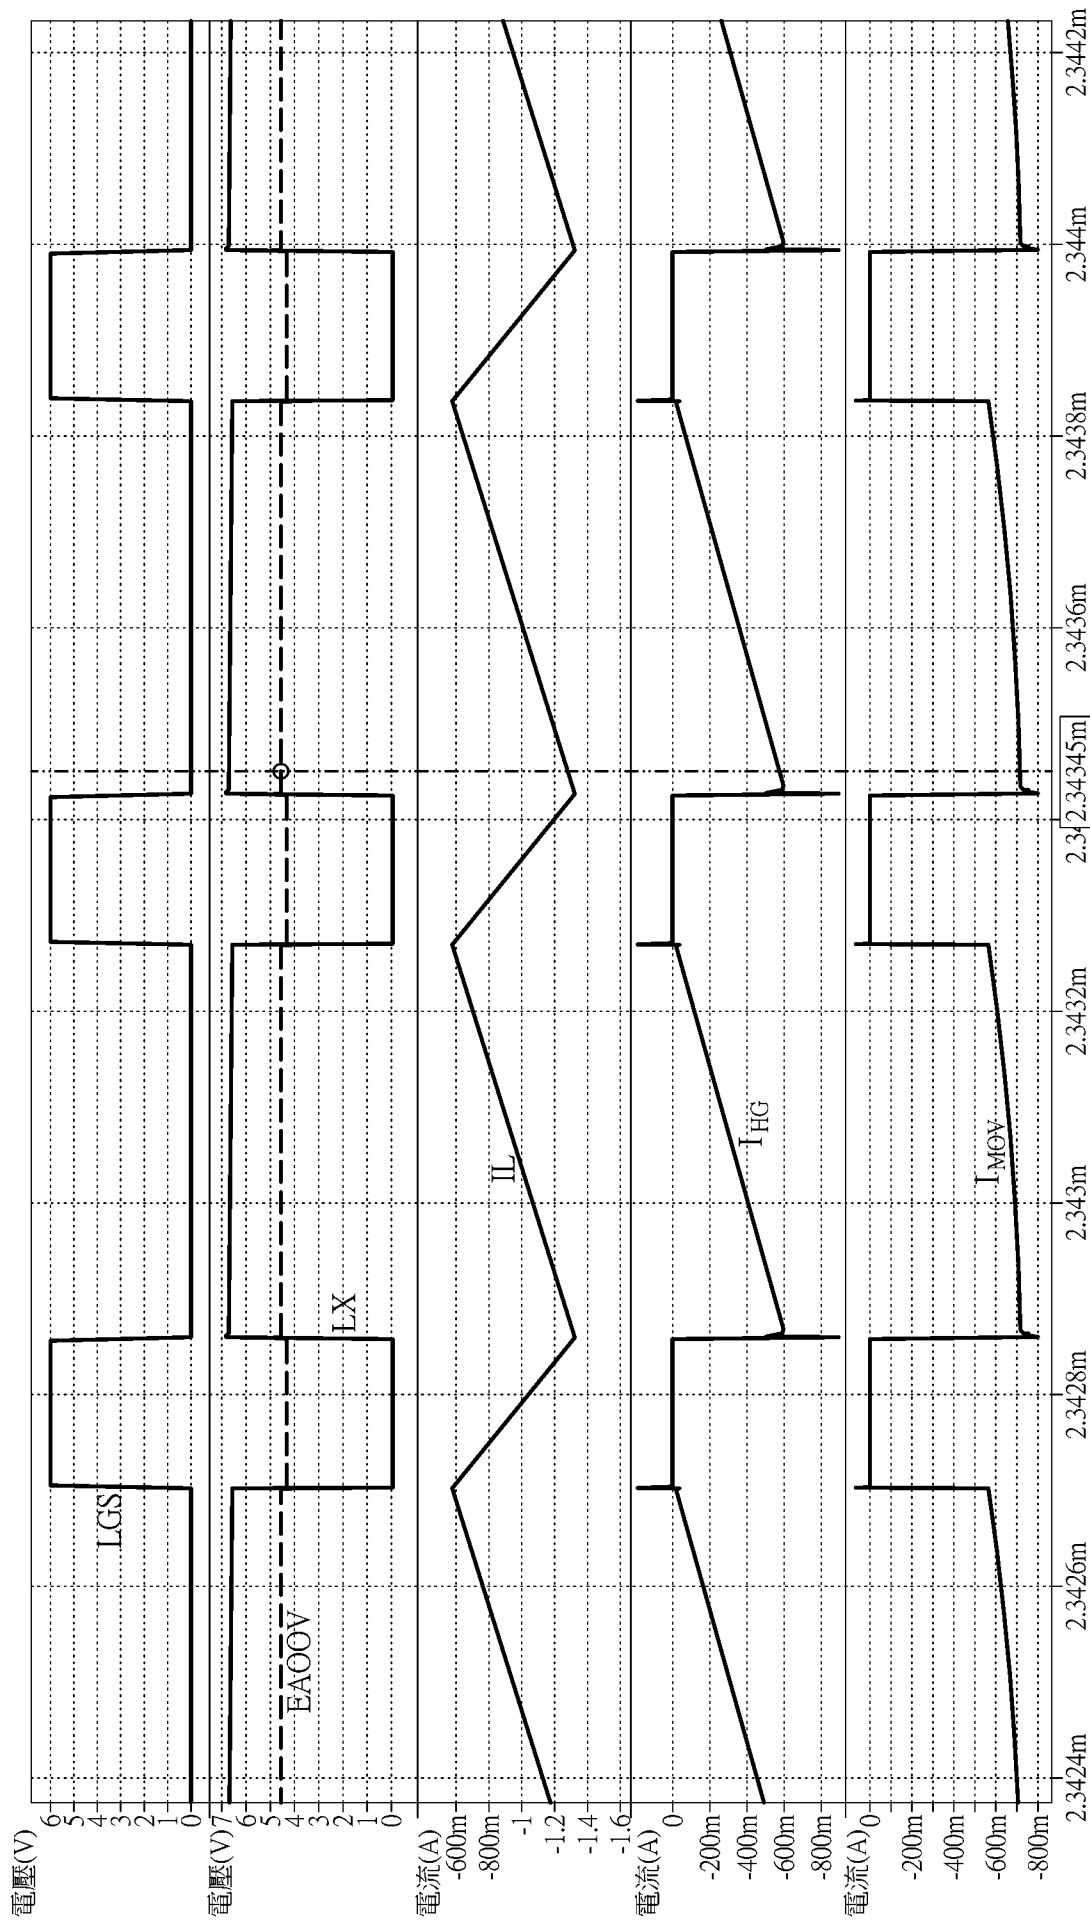 電壓(V)
6
5
4
3
2
1
0
LGS
電壓(V)
7
6
5
4
3
2
1
0
EAOOV
LX
電流(A)
-600m
-800m
-1
-1.2
-1.4
-1.6
IL
電流(A)
0
-200m
-400m
-600m
-800m
I_HG
電流(A)
0
-200m
-400m
-600m
-800m
I_MOV
2.3424m
2.3426m
2.3428m
2.343m
2.3432m
2.34
2.34345m
2.3436m
2.3438m
2.344m
2.3442m